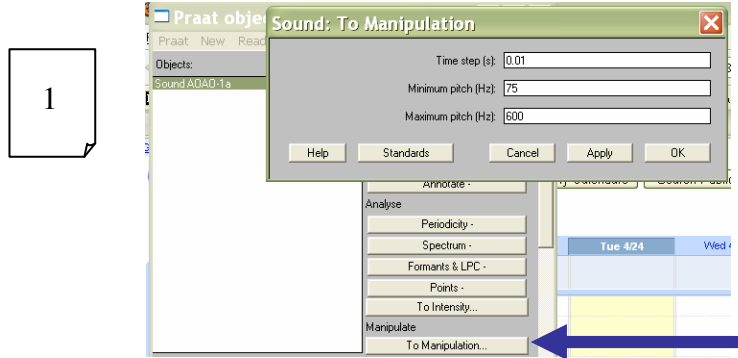 1
Praat obje
Sound: To Manipulation
Praat New Read
Objects:
Sound ADAD-1a
Time step (s): 0.01
Minimum pitch (Hz): 75
Maximum pitch (Hz): 600
Help Standards Cancel Apply OK
Annotate -
Analyse
Periodicity -
Spectrum -
Formants & LPC -
Points -
To Intensity...
Manipulate
To Manipulation...
Tue 4/24 Wed 4